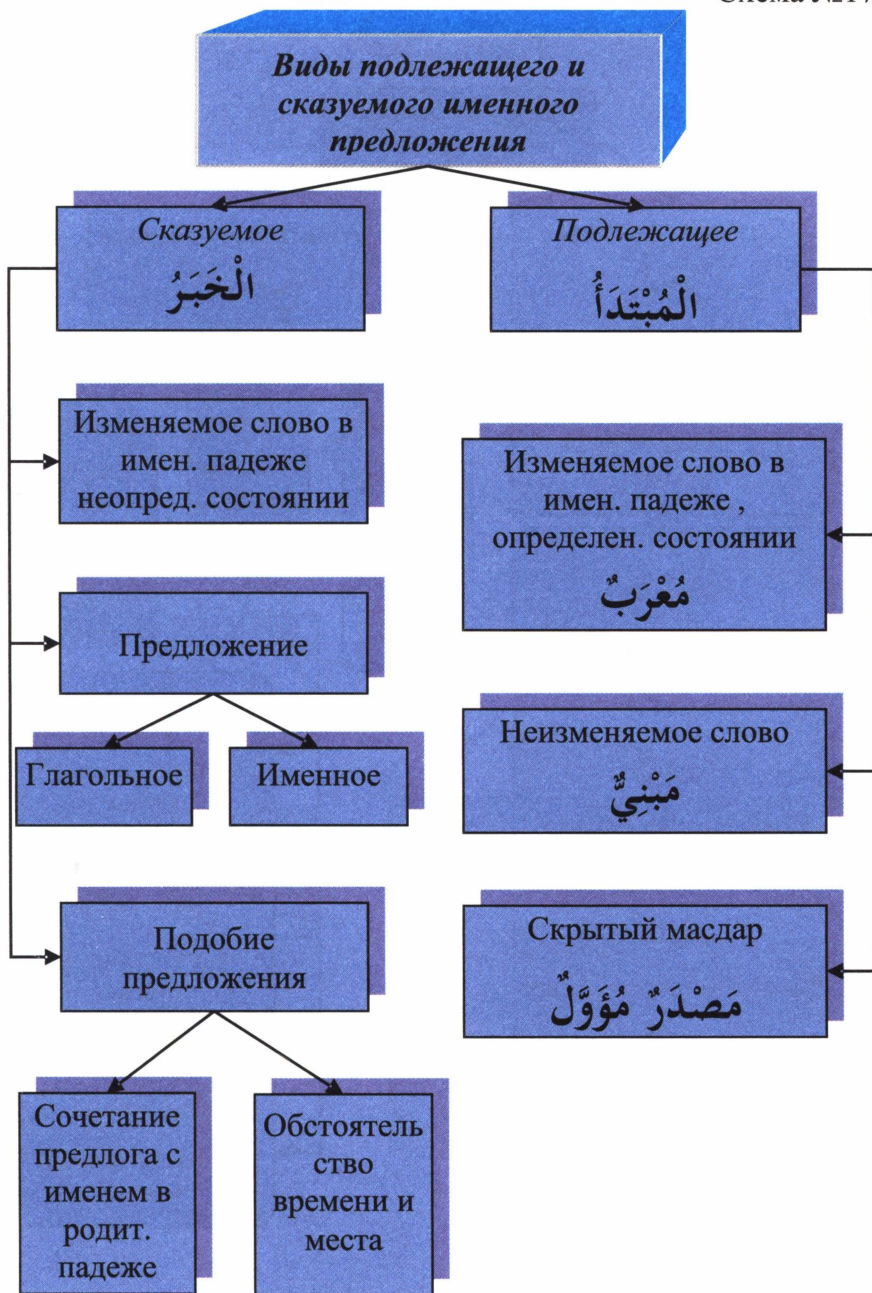 Виды подлежащего и
сказуемого именного
предложения
Сказуемое
الْخَبَرُ
Подлежащее
الْمُبْتَدَأُ
Изменяемое слово в
имен. падеже
неопред. состоянии
Изменяемое слово в
имен. падеже ,
определен. состоянии
مُعْرَبٌ
Предложение
Глагольное
Именное
Неизменяемое слово
مَبْنِيٌّ
Подобие
предложения
Скрытый масдар
مَصْدَرٌ مُؤَوَّلٌ
Сочетание
предлога с
именем в
родит.
падеже
Обстоятель
ство
времени и
места